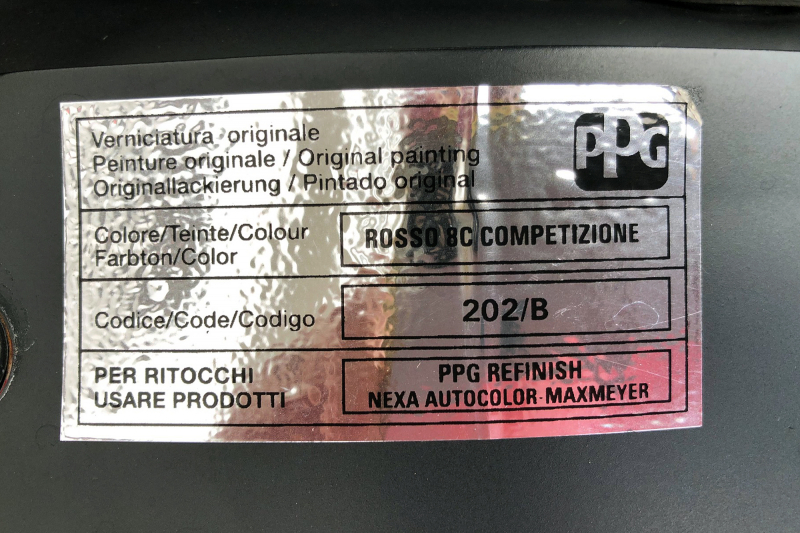 Verniciatura originale
Peinture originale / Original painting
Originallackierung / Pintado original
PPG
Colore/Teinte/Colour
Farbton/Color
ROSSO 8C COMPETIZIONE
Codice/Code/Codigo
202/B
PER RITOCCHI
USARE PRODOTTI
PPG REFINISH
NEXA AUTOCOLOR-MAXMEYER